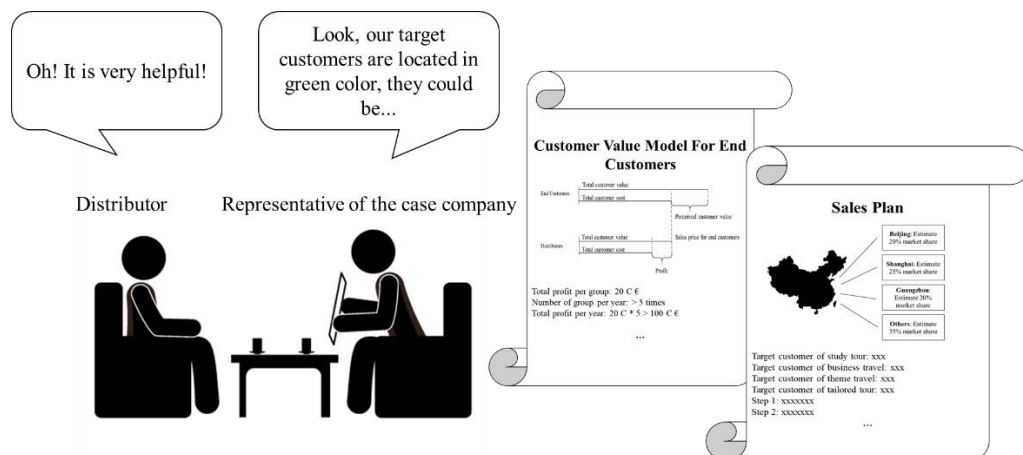 Oh! It is very helpful!
Look, our target
customers are located in
green color, they could
be...
Distributor
Representative of the case company
Customer Value Model For End
Customers
End Customers
Total customer value
Total customer cost
Perceived customer value
Distributors
Total customer value
Total customer cost
Sales price for end customers
Profit
Total profit per group: 20 C €
Number of group per year: > 5 times
Total profit per year: 20 C * 5 > 100 C €
...
Sales Plan
Beijing: Estimate
20% market share
Shanghai: Estimate
25% market share
Guangzhou:
Estimate 20%
market share
Others: Estimate
35% market share
Target customer of study tour: xxx
Target customer of business travel: xxx
Target customer of theme travel: xxx
Target customer of tailored tour: xxx
Step 1: xxxxxxx
Step 2: xxxxxxx
...